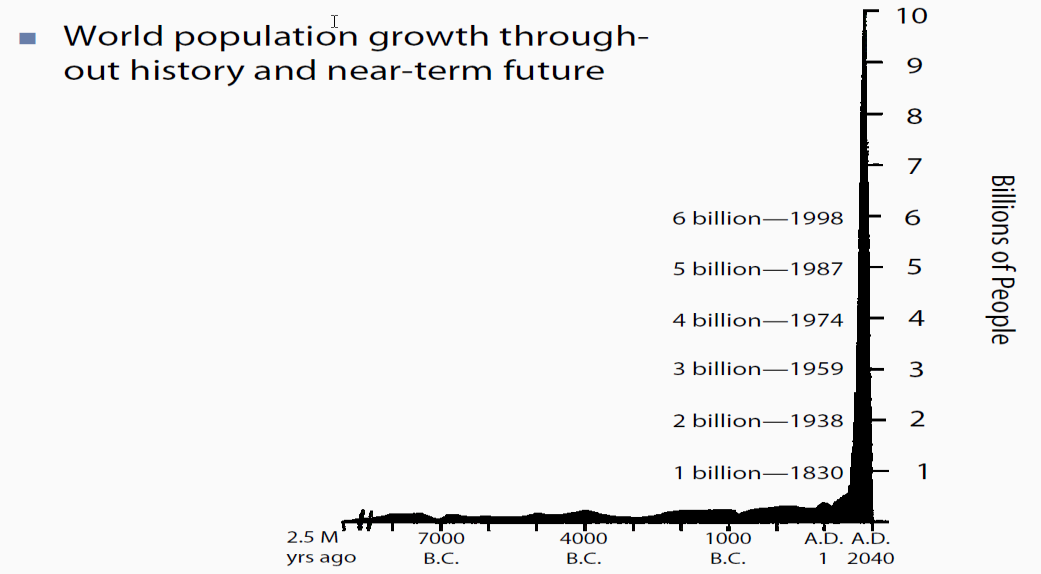 World population growth through-
out history and near-term future
10
9
8
7
6 billion—1998 6
5 billion—1987 5
4 billion—1974 4
3 billion—1959 3
2 billion—1938 2
1 billion—1830 1
Billions of People
2.5 M 7000 4000 1000 A.D. A.D.
yrs ago B.C. B.C. B.C. 1 2040